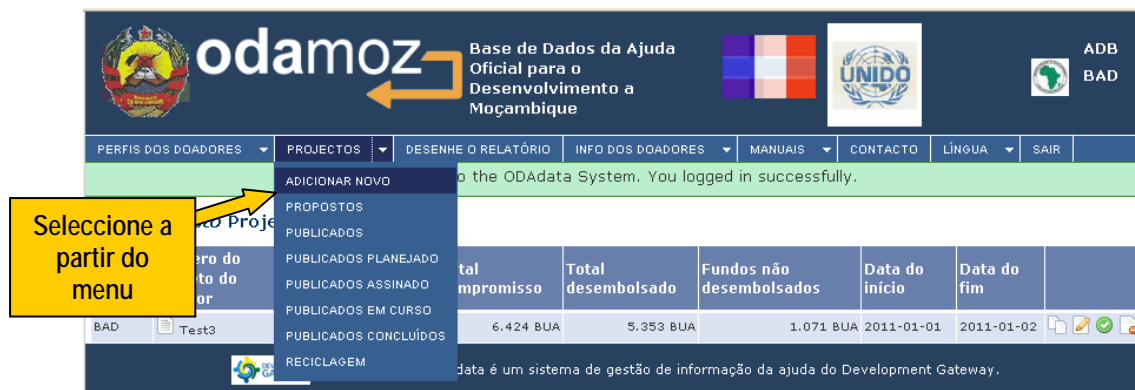 odamoz
Base de Dados da Ajuda
Oficial para o
Desenvolvimento a
Moçambique
UNIDO
ADB
BAD
PERFIS DOS DOADORES PROJECTOS DESENHE O RELATÓRIO INFO DOS DOADORES MANUAIS CONTACTO LÍNGUA SAIR
the ODAdata System. You logged in successfully.
ADICIONAR NOVO
PROPOSTOS
PUBLICADOS
PUBLICADOS PLANEJADO
PUBLICADOS ASSINADO
PUBLICADOS EM CURSO
PUBLICADOS CONCLUÍDOS
RECICLAGEM
Seleccione a
partir do
menu
Total
desembolsado
Fundos não
desembolsados
Data do
início
Data do
fim
BAD Test3 6.424 BUA 5.353 BUA 1.071 BUA 2011-01-01 2011-01-02
é um sistema de gestão de informação da ajuda do Development Gateway.